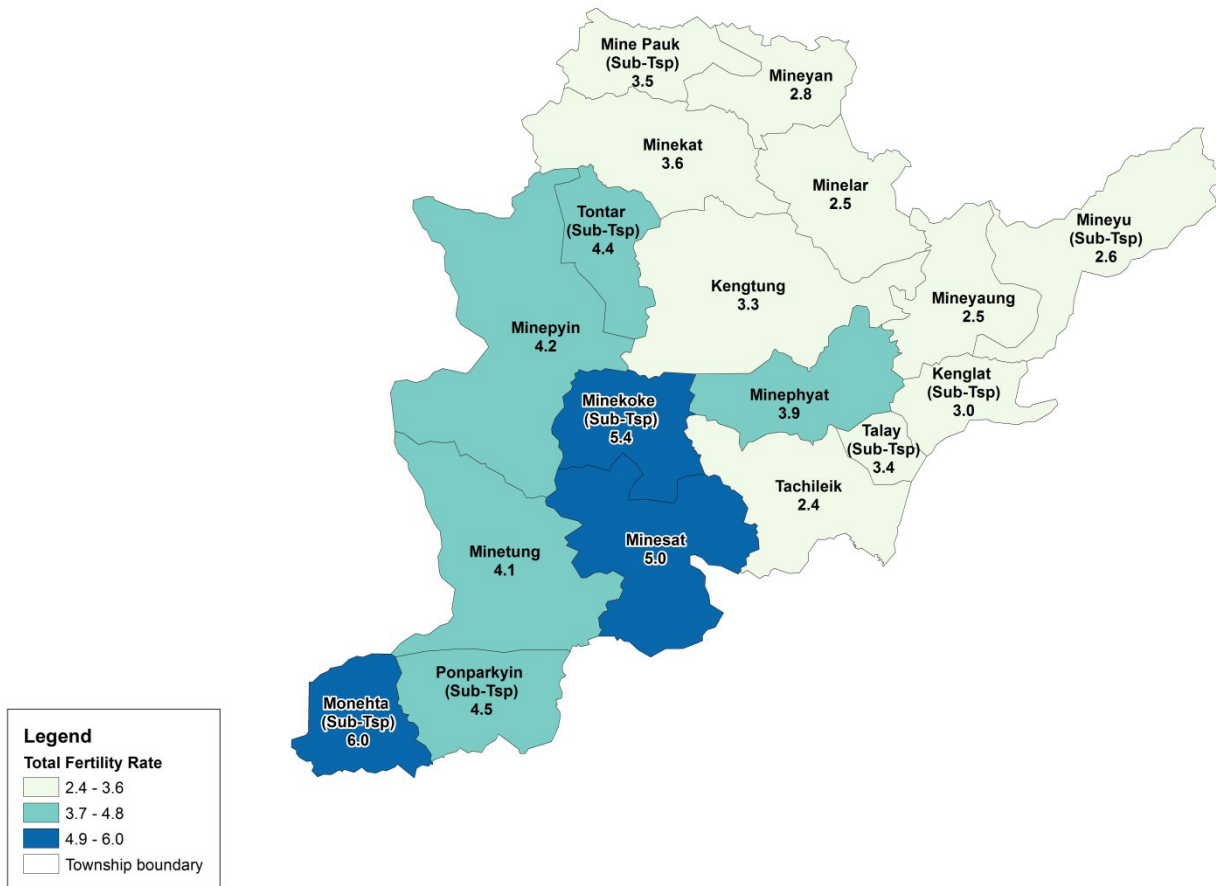 Mine Pauk
(Sub-Tsp)
3.5
Mineyan
2.8
Minekat
3.6
Minelar
2.5
Tontar
(Sub-Tsp)
4.4
Mineyu
(Sub-Tsp)
2.6
Kengtung
3.3
Mineyaung
2.5
Minepyin
4.2
Kenglat
(Sub-Tsp)
3.0
Minekoke
(Sub-Tsp)
5.4
Minephyat
3.9
Talay
(Sub-Tsp)
3.4
Tachileik
2.4
Minesat
5.0
Minetung
4.1
Ponparkyin
(Sub-Tsp)
4.5
Monehta
(Sub-Tsp)
6.0
Legend
Total Fertility Rate
2.4 - 3.6
3.7 - 4.8
4.9 - 6.0
Township boundary